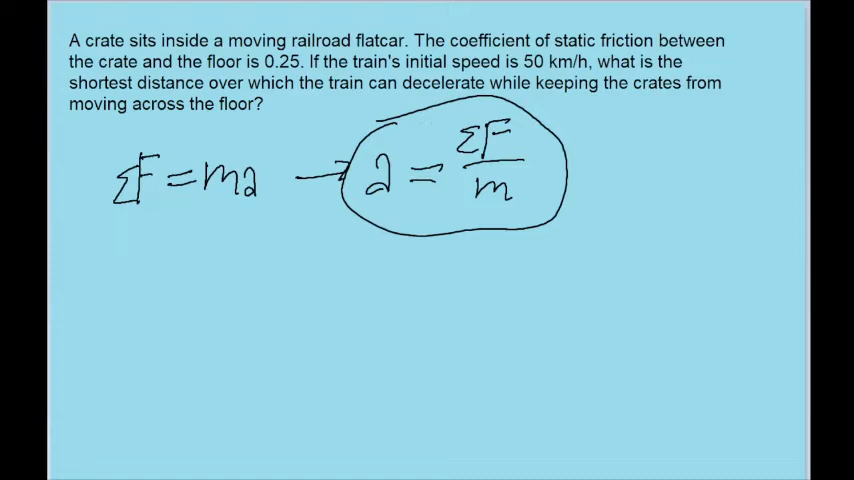 A crate sits inside a moving railroad flatcar. The coefficient of static friction between
the crate and the floor is 0.25. If the train's initial speed is 50 km/h, what is the
shortest distance over which the train can decelerate while keeping the crates from
moving across the floor?
ΣF = ma → a = ΣF/m